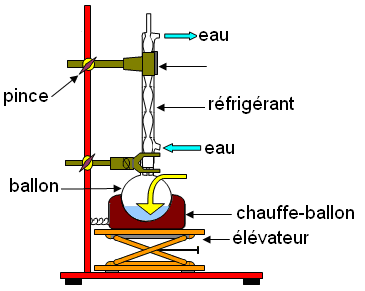 eau
pince
réfrigérant
eau
ballon
chauffe-ballon
élévateur